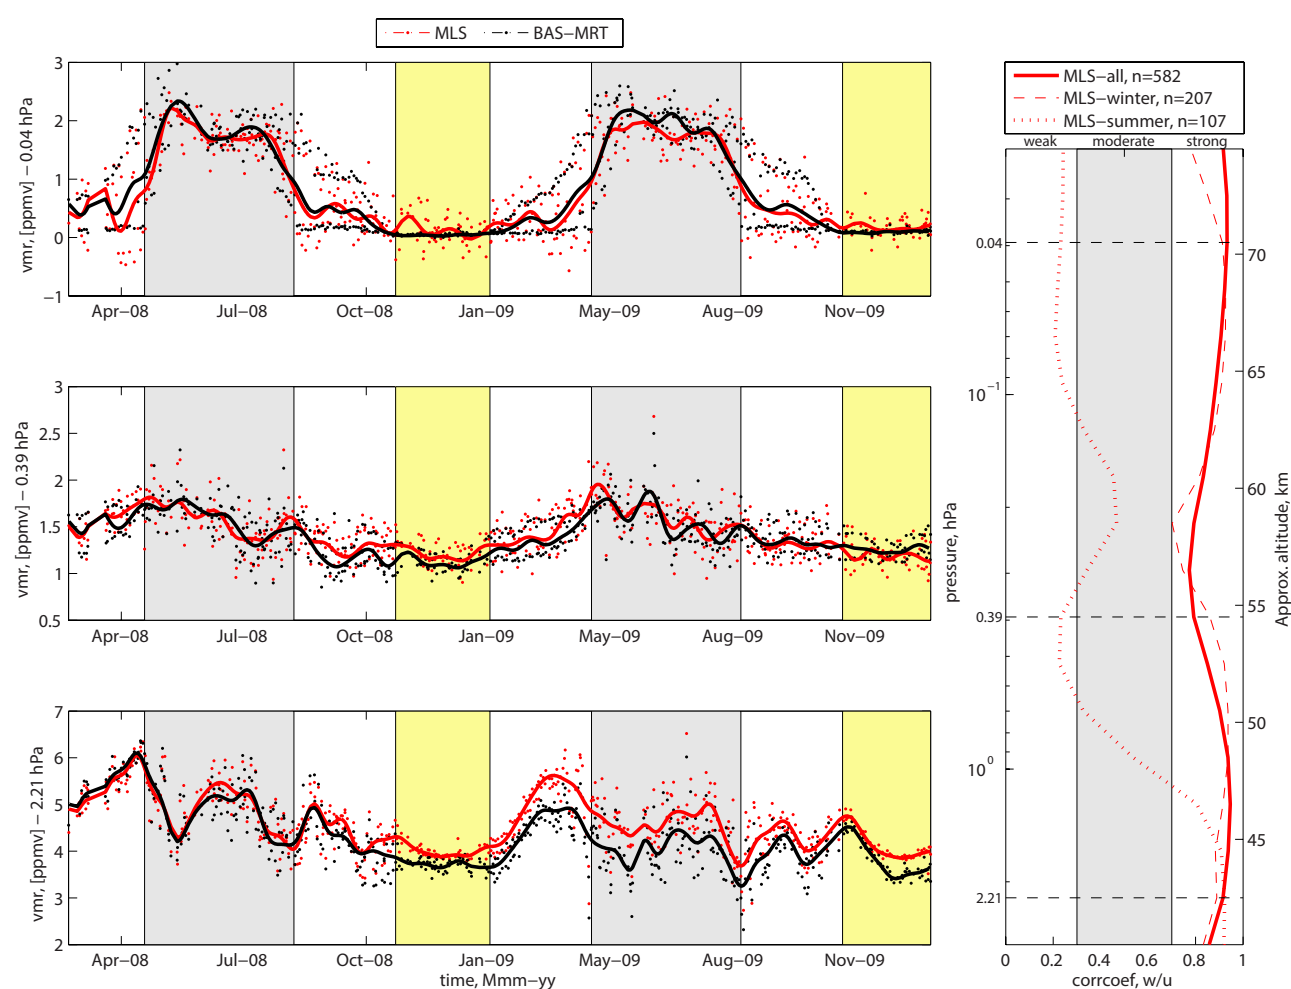 MLS BAS−MRT
vmr, [ppmv] − 0.04 hPa
3
2
1
0
−1
Apr−08 Jul−08 Oct−08 Jan−09 May−09 Aug−09 Nov−09
vmr, [ppmv] − 0.39 hPa
3
2.5
2
1.5
1
0.5
Apr−08 Jul−08 Oct−08 Jan−09 May−09 Aug−09 Nov−09
vmr, [ppmv] − 2.21 hPa
7
6
5
4
3
2
Apr−08 Jul−08 Oct−08 Jan−09 May−09 Aug−09 Nov−09
time, Mmm−yy
MLS−all, n=582
MLS−winter, n=207
MLS−summer, n=107
weak moderate strong
pressure, hPa
0.04
10−1
0.39
100
2.21
70
65
60
55
50
45
Approx. altitude, km
0 0.2 0.4 0.6 0.8 1
corrcoef, w/u